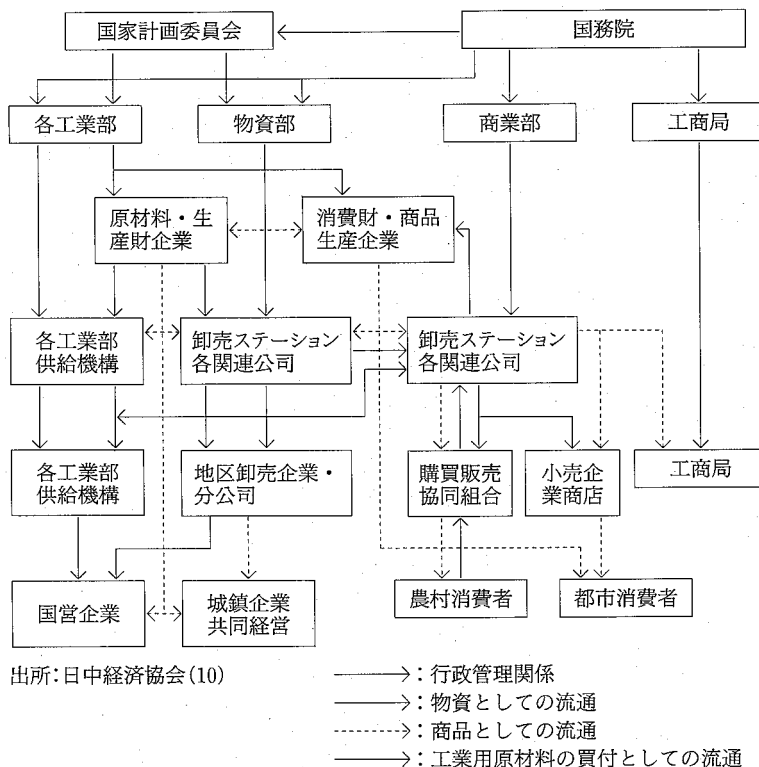 国家計画委員会
国務院
各工業部
物資部
商業部
工商局
原材料・生
産財企業
消費財・商品
生産企業
各工業部
供給機構
卸売ステーション
各関連公司
卸売ステーション
各関連公司
各工業部
供給機構
地区卸売企業・
分公司
購買販売
協同組合
小売企
業商店
工商局
国営企業
城鎮企業
共同経営
農村消費者
都市消費者
出所：日中経済協会（10）
：行政管理関係
：物資としての流通
：商品としての流通
：工業用原材料の買付としての流通